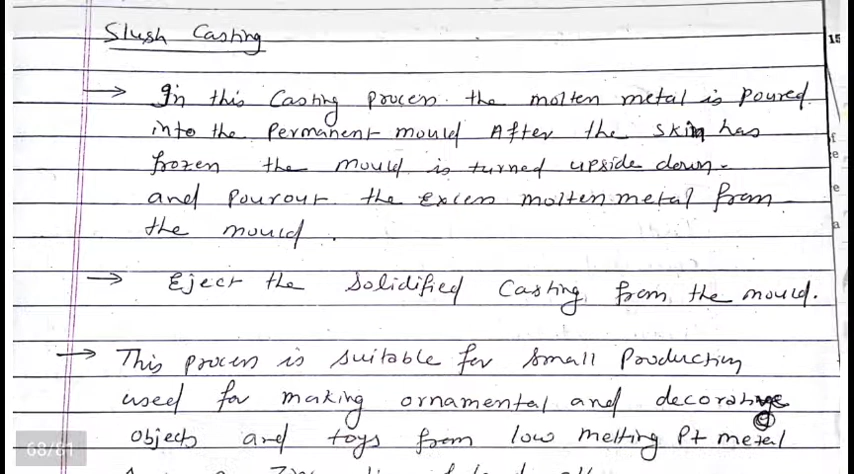 Slush Casting
→ In this Casting process the molten metal is Poured
into the Permanent mould After the skin has
frozen the mould is turned upside down.
and Pourout the excess molten metal from
the mould.
→ Eject the Solidified Casting from the mould.
→ This process is suitable for small Production
used for making ornamental and decorative
objects and toys from low melting Pt metal
68/81
15